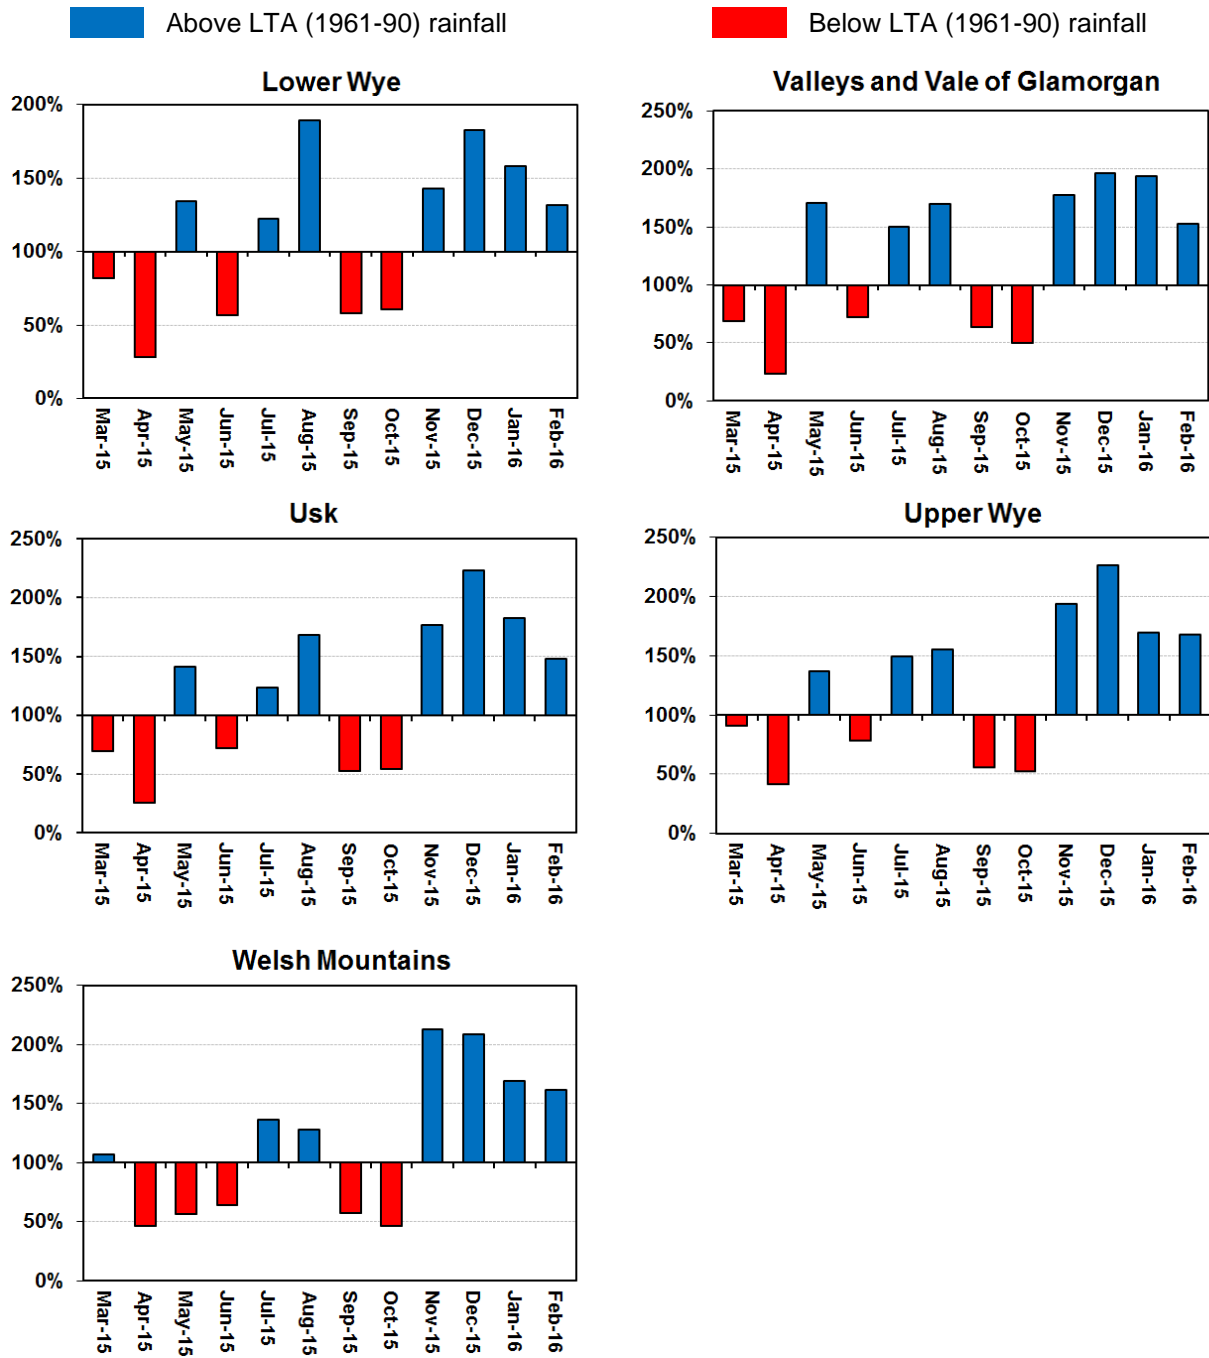 Above LTA (1961-90) rainfall
Below LTA (1961-90) rainfall
Lower Wye
200%
150%
100%
50%
0%
Mar-15
Apr-15
May-15
Jun-15
Jul-15
Aug-15
Sep-15
Oct-15
Nov-15
Dec-15
Jan-16
Feb-16
Valleys and Vale of Glamorgan
250%
200%
150%
100%
50%
0%
Mar-15
Apr-15
May-15
Jun-15
Jul-15
Aug-15
Sep-15
Oct-15
Nov-15
Dec-15
Jan-16
Feb-16
Usk
250%
200%
150%
100%
50%
0%
Mar-15
Apr-15
May-15
Jun-15
Jul-15
Aug-15
Sep-15
Oct-15
Nov-15
Dec-15
Jan-16
Feb-16
Upper Wye
250%
200%
150%
100%
50%
0%
Mar-15
Apr-15
May-15
Jun-15
Jul-15
Aug-15
Sep-15
Oct-15
Nov-15
Dec-15
Jan-16
Feb-16
Welsh Mountains
250%
200%
150%
100%
50%
0%
Mar-15
Apr-15
May-15
Jun-15
Jul-15
Aug-15
Sep-15
Oct-15
Nov-15
Dec-15
Jan-16
Feb-16